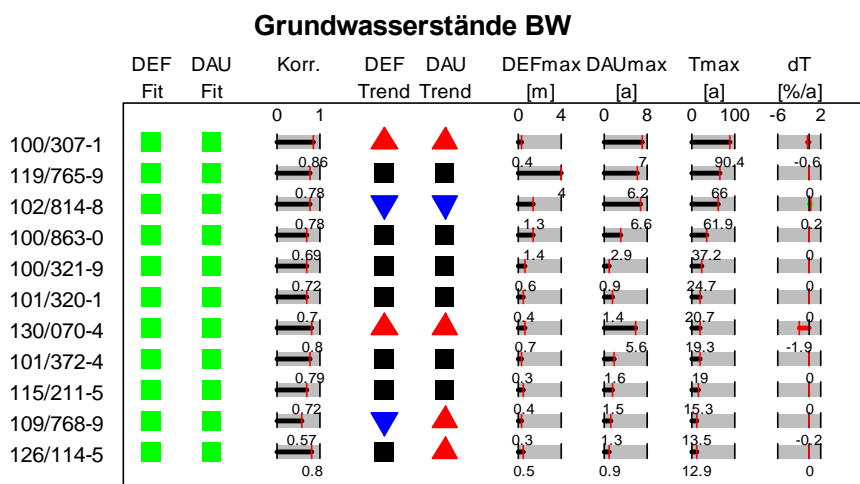 Grundwasserstände BW
DEF DAU Korr. DEF DAU DEFmax DAUmax Tmax dT
Fit Fit Trend Trend [m] [a] [a] [%/a]
0 1 0 4 0 8 0 100 -6 2
100/307-1
0.86 0.4 7 90.4 -0.6
119/765-9
0.78 4 6.2 66 0
102/814-8
0.78 1.3 6.6 61.9 0.2
100/863-0
0.69 1.4 2.9 37.2 0
100/321-9
0.72 0.6 0.9 24.7 0
101/320-1
0.7 0.4 1.4 20.7 0
130/070-4
0.8 0.7 5.6 19.3 -1.9
101/372-4
0.79 0.3 1.6 19 0
115/211-5
0.72 0.4 1.5 15.3 0
109/768-9
0.57 0.3 1.3 13.5 -0.2
126/114-5
0.8 0.5 0.9 12.9 0